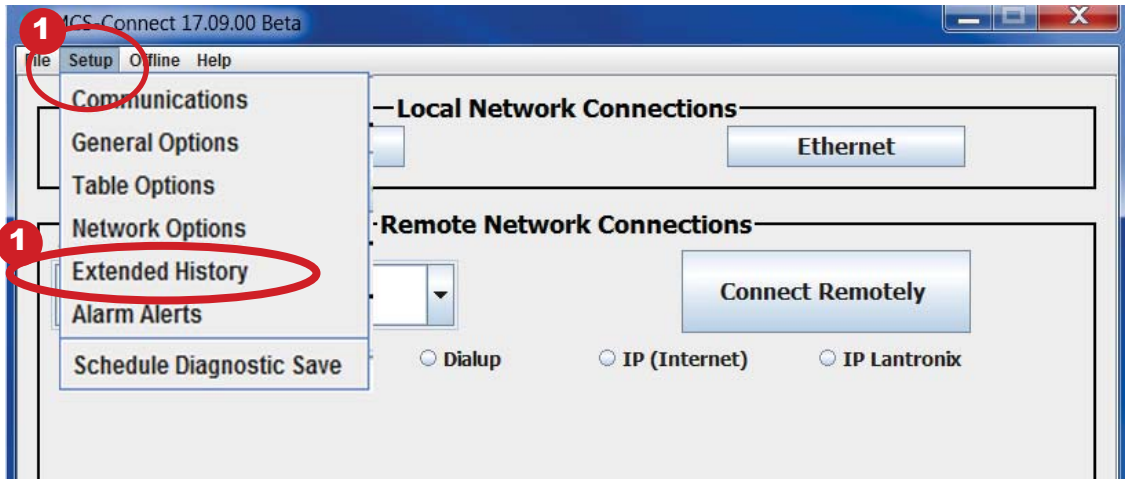 1
MCS-Connect 17.09.00 Beta
File Setup Offline Help
Communications
Local Network Connections
General Options
Ethernet
Table Options
Network Options
Remote Network Connections
1
Extended History
Connect Remotely
Alarm Alerts
Schedule Diagnostic Save
Dialup
IP (Internet)
IP Lantronix